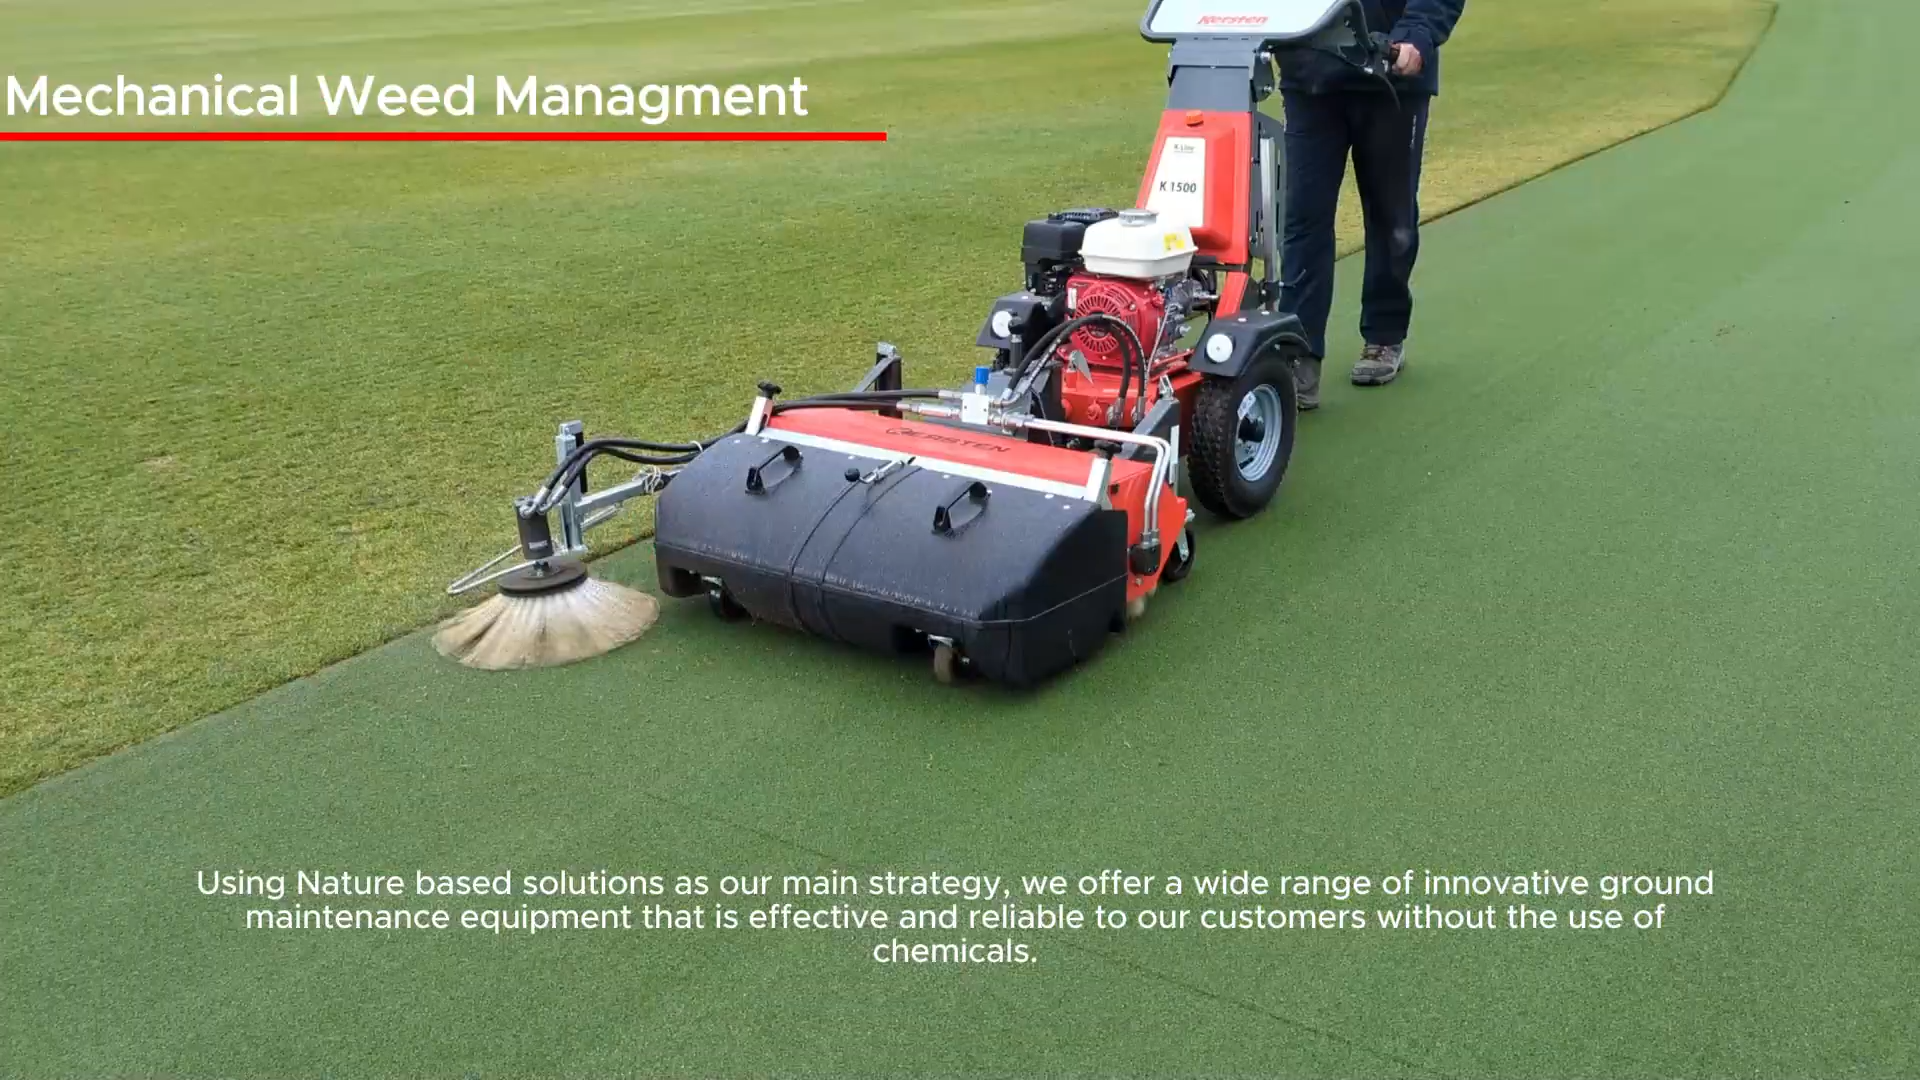 Kersten
Mechanical Weed Managment
K 1500
KERSTEN
Using Nature based solutions as our main strategy, we offer a wide range of innovative ground
maintenance equipment that is effective and reliable to our customers without the use of
chemicals.